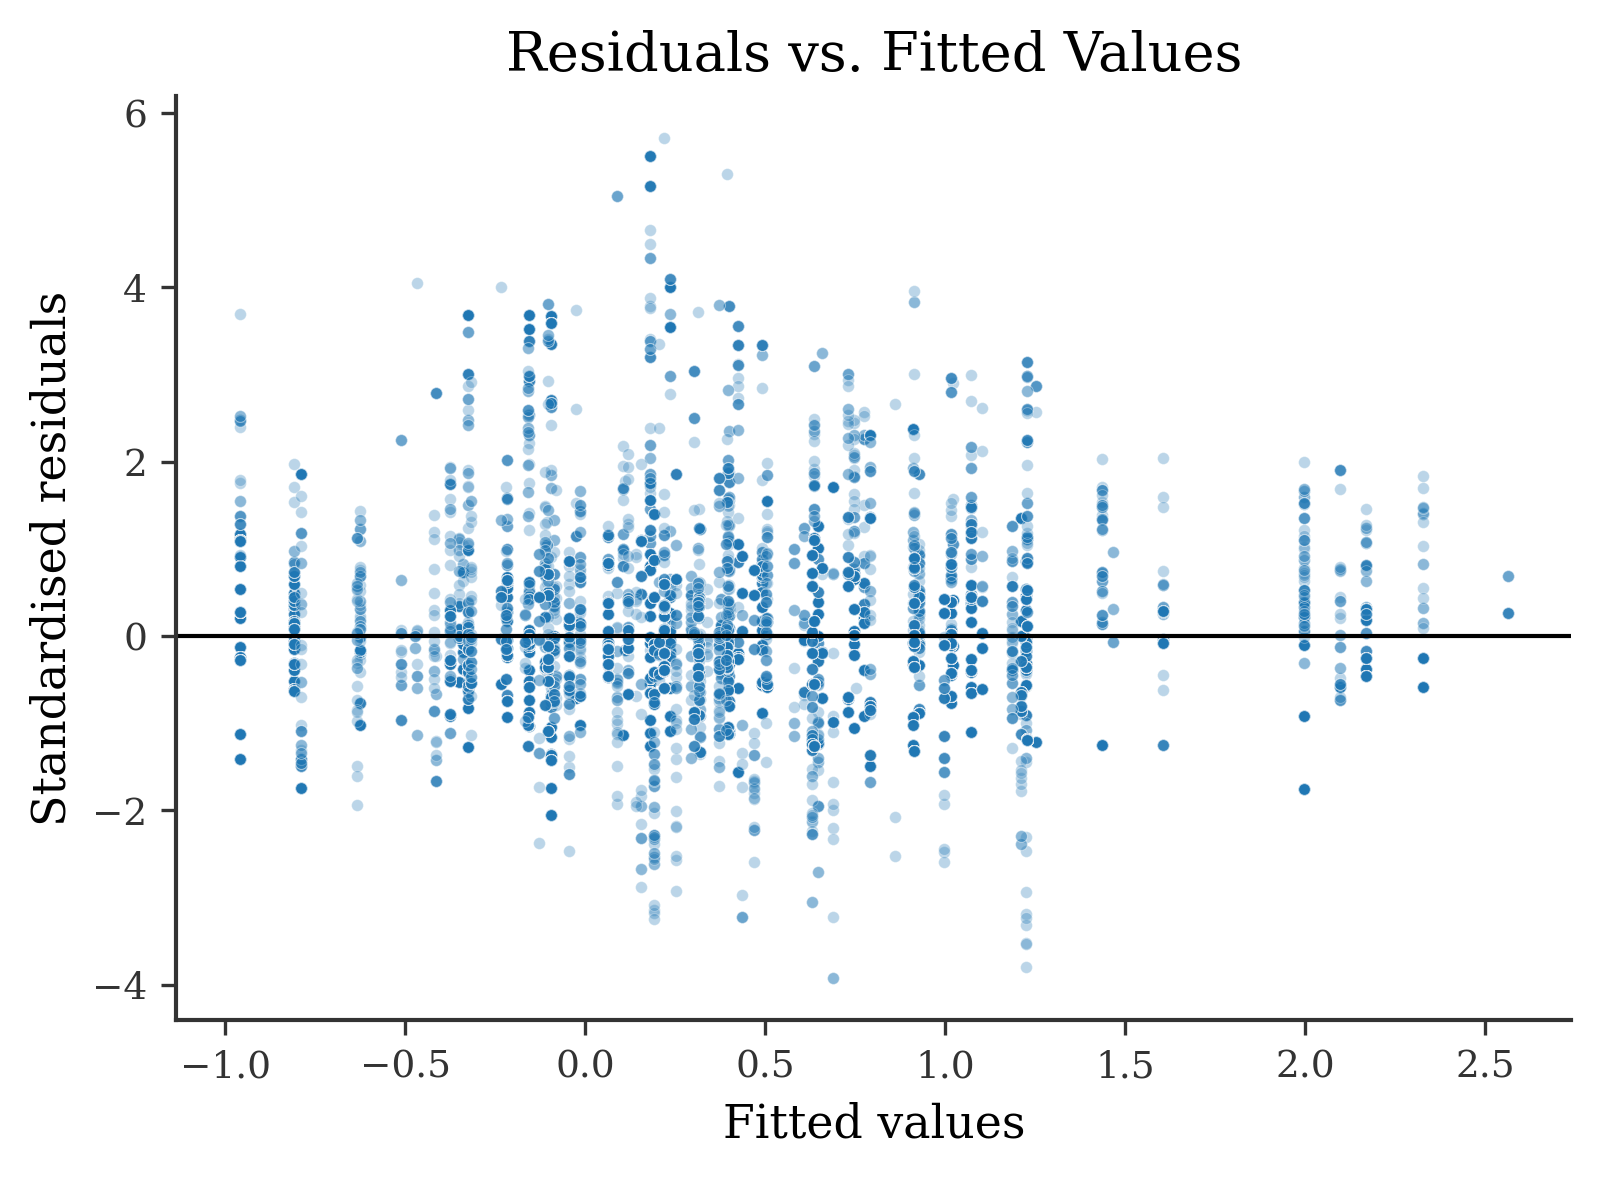 Residuals vs. Fitted Values
6
4
2
0
−2
−4
Standardised residuals
−1.0 −0.5 0.0 0.5 1.0 1.5 2.0 2.5
Fitted values